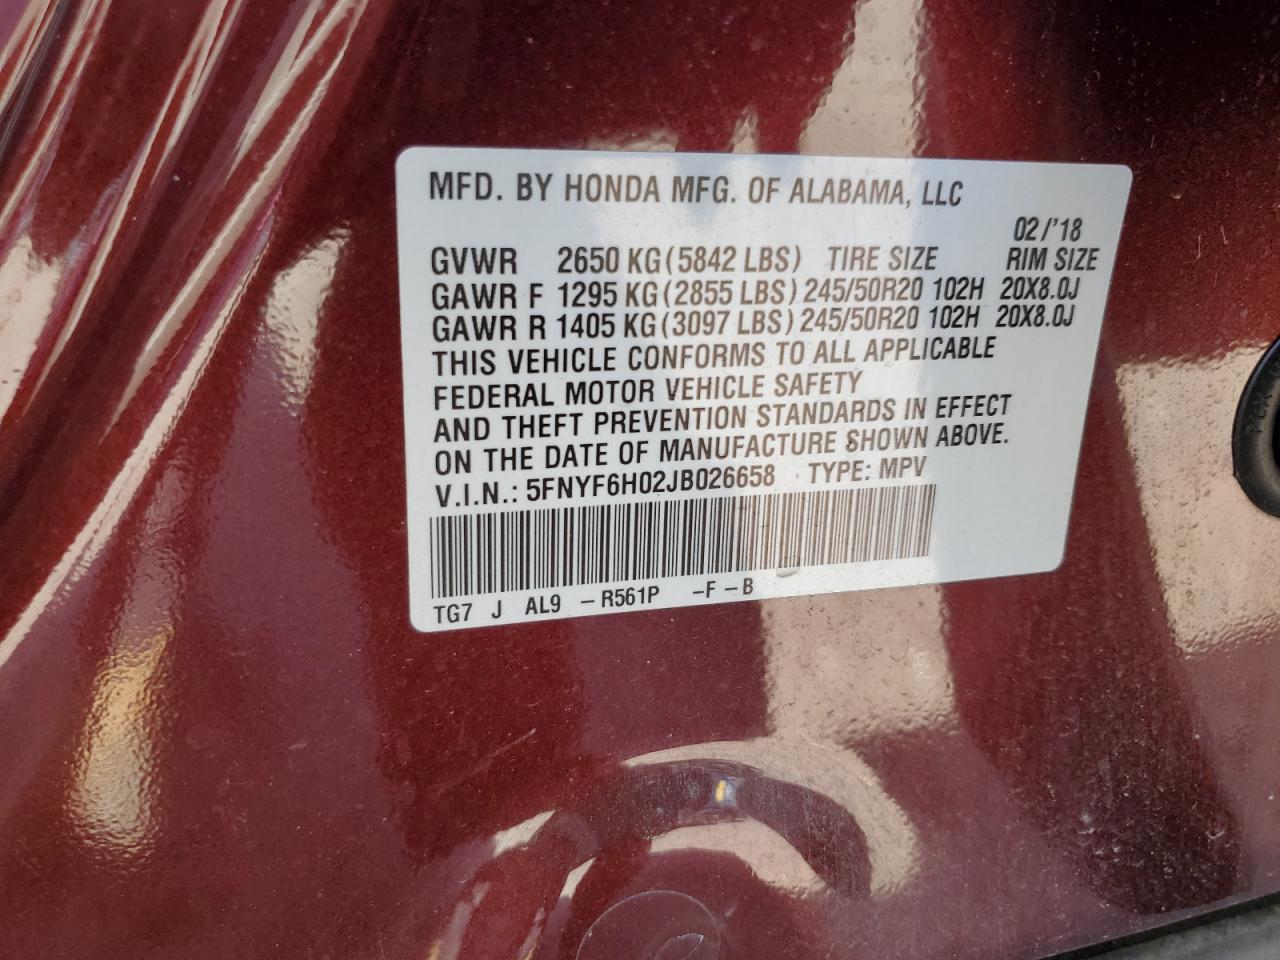 MFD. BY HONDA MFG. OF ALABAMA, LLC
02/'18
GVWR 2650 KG (5842 LBS) TIRE SIZE RIM SIZE
GAWR F 1295 KG (2855 LBS) 245/50R20 102H 20X8.0J
GAWR R 1405 KG (3097 LBS) 245/50R20 102H 20X8.0J
THIS VEHICLE CONFORMS TO ALL APPLICABLE
FEDERAL MOTOR VEHICLE SAFETY
AND THEFT PREVENTION STANDARDS IN EFFECT
ON THE DATE OF MANUFACTURE SHOWN ABOVE.
V.I.N.: 5FNYF6H02JB026658 TYPE: MPV
TG7 J AL9 – R561P –F – B